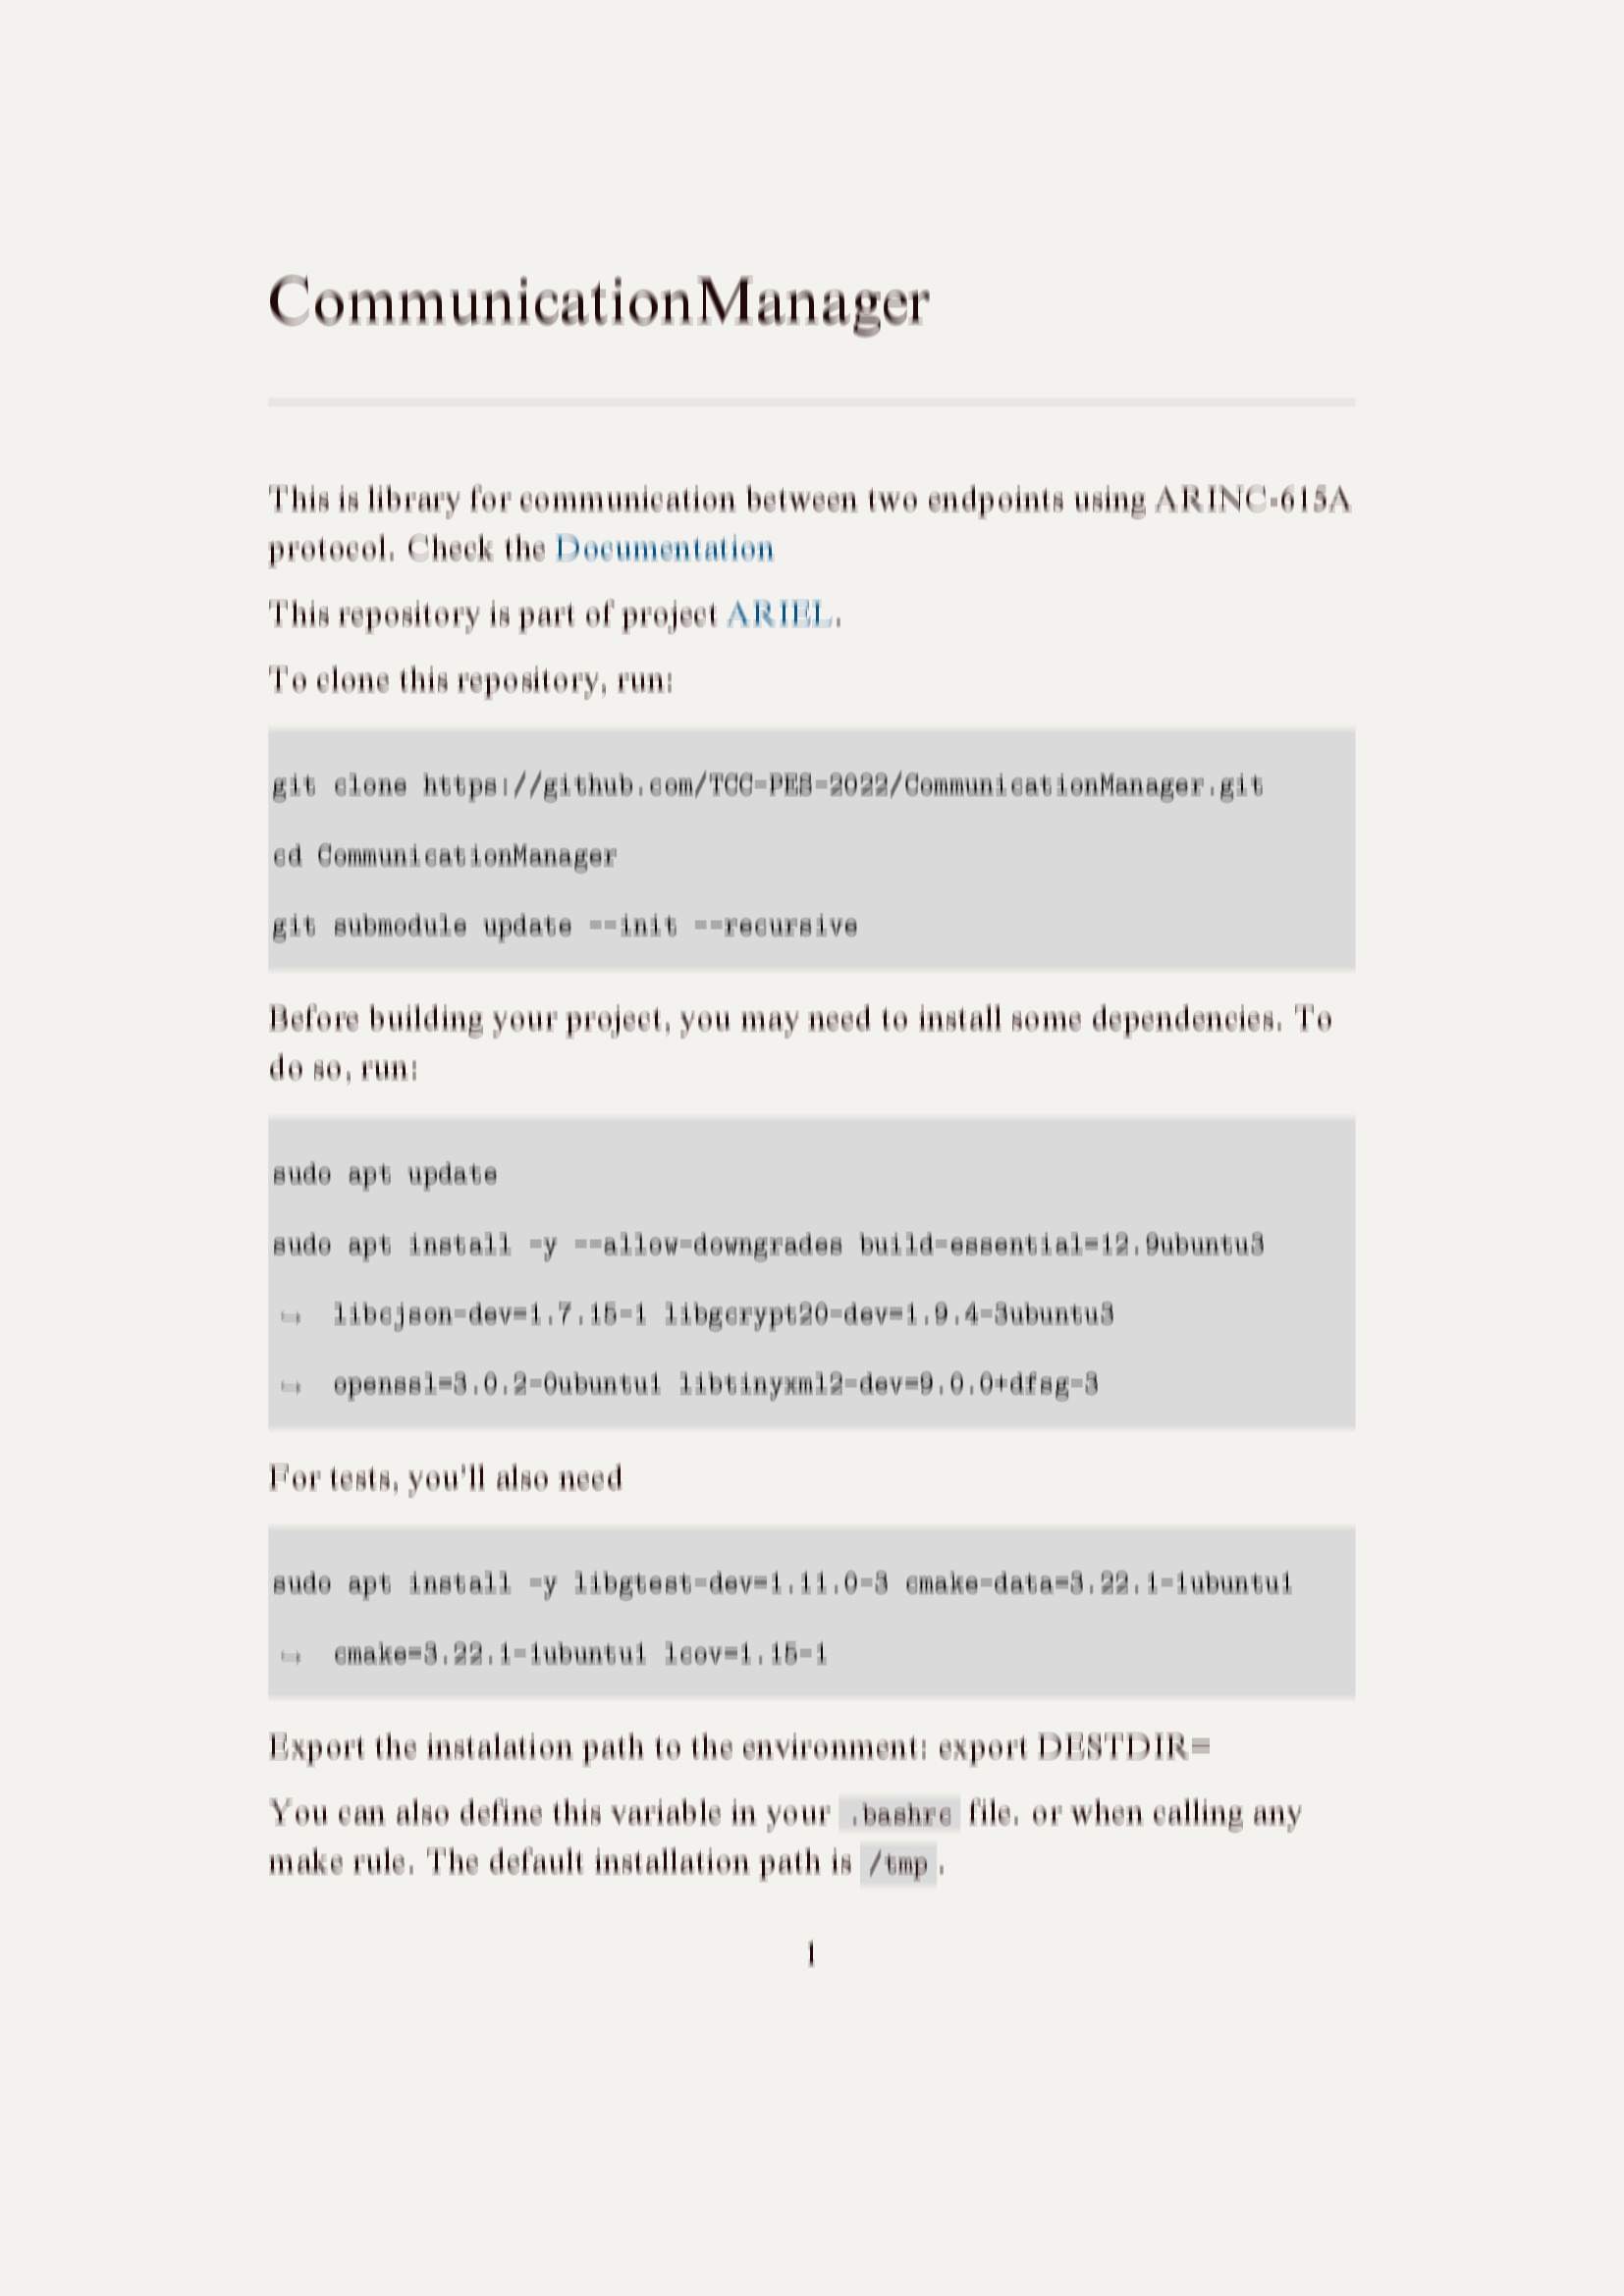 CommunicationManager
This is library for communication between two endpoints using ARINC-615A
protocol. Check the Documentation
This repository is part of project ARIEL.
To clone this repository, run:
git clone https://github.com/TCC-PES-2022/CommunicationManager.git
cd CommunicationManager
git submodule update --init --recursive
Before building your project, you may need to install some dependencies. To
do so, run:
sudo apt update
sudo apt install -y --allow-downgrades build-essential=12.9ubuntu3
↪ libcjson-dev=1.7.15-1 libgcrypt20-dev=1.9.4-3ubuntu3
↪ openssl=3.0.2-0ubuntu1 libtinyxml2-dev=9.0.0+dfsg-3
For tests, you'll also need
sudo apt install -y libgtest-dev=1.11.0-3 cmake-data=3.22.1-1ubuntu1
↪ cmake=3.22.1-1ubuntu1 lcov=1.15-1
Export the instalation path to the environment: export DESTDIR=
You can also define this variable in your .bashrc file. or when calling any
make rule. The default installation path is /tmp.
1